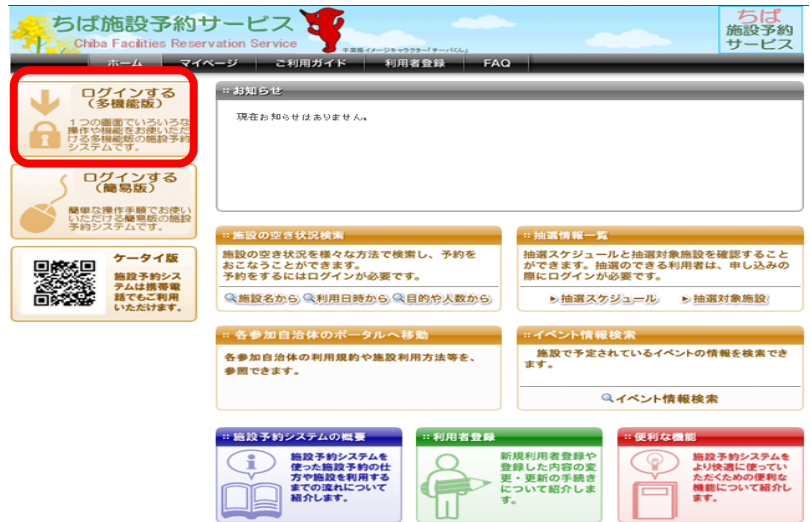 ちば施設予約サービス
Chiba Facilities Reservation Service
千葉県イメージキャラクター「チーバくん」
ちば
施設予約
サービス
ホーム マイページ ご利用ガイド 利用者登録 FAQ
ログインする
(多機能版)
1つの画面でいろいろな
操作や機能をお使いただ
ける多機能版の施設予約
システムです。
ログインする
(簡易版)
簡単な操作手順でお使い
いただける簡易版の施設
予約システムです。
ケータイ版
施設予約シス
テムは携帯電
話でもご利用
いただけます。
お知らせ
現在お知らせはありません。
施設の空き状況検索
施設の空き状況を様々な方法で検索し、予約を
おこなうことができます。
予約をするにはログインが必要です。
施設名から 利用日時から 目的や人数から
抽選情報一覧
抽選スケジュールと抽選対象施設を確認すること
ができます。抽選のできる利用者は、申し込みの
際にログインが必要です。
抽選スケジュール 抽選対象施設
各参加自治体のポータルへ移動
各参加自治体の利用規約や施設利用方法等を、
参照できます。
イベント情報検索
施設で予定されているイベントの情報を検索でき
ます。
イベント情報検索
施設予約システムの概要
施設予約システムを
使った施設予約の仕
方や施設を利用する
までの流れについて
紹介します。
利用者登録
新規利用者登録や
登録した内容の変
更・更新の手続き
について紹介しま
す。
便利な機能
施設予約システムを
より快適に使ってい
ただくための便利な
機能について紹介し
ます。